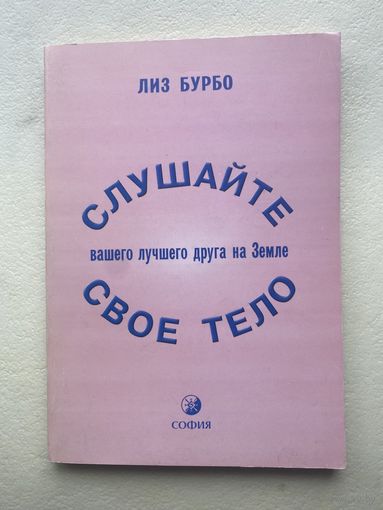 ЛИЗ БУРБО
СЛУШАЙТЕ
вашего лучшего друга на Земле
СВОЕ ТЕЛО
СОФИЯ